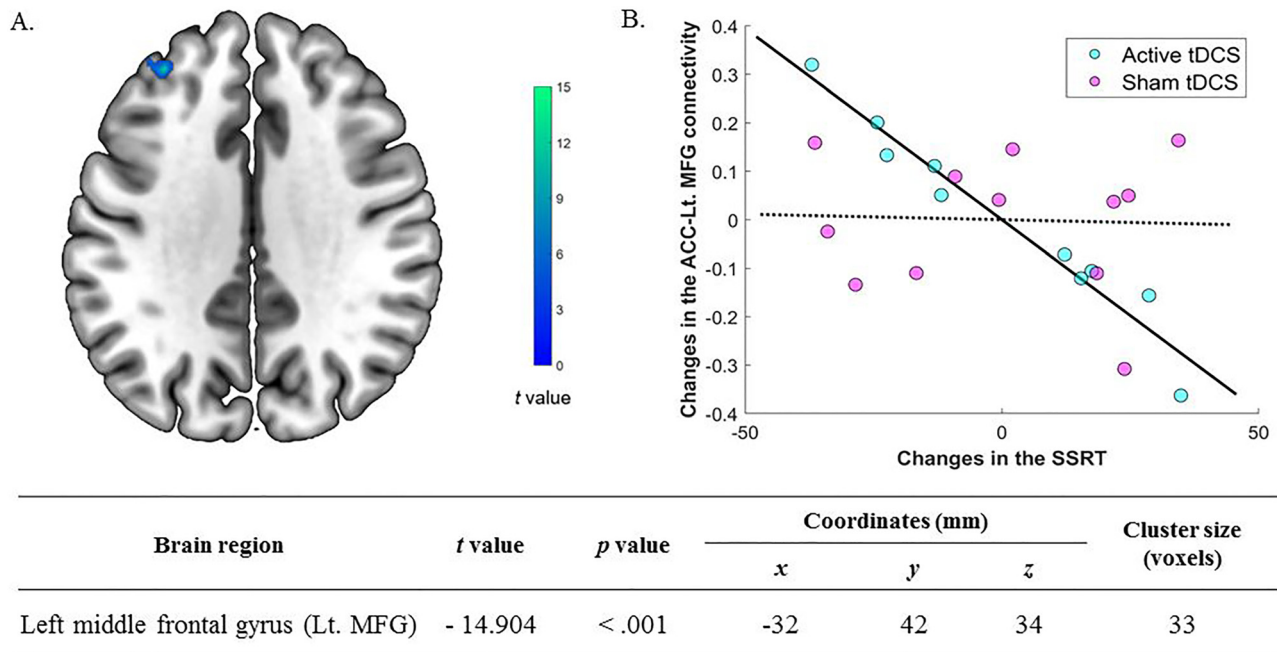 A.
15
12
9
6
3
0
t value
B.
Changes in the ACC-Lt. MFG connectivity
0.4
0.3
0.2
0.1
0
-0.1
-0.2
-0.3
-0.4
Active tDCS
Sham tDCS
-50 0 50
Changes in the SSRT
Brain region t value p value Coordinates (mm) Cluster size (voxels)
x y z
Left middle frontal gyrus (Lt. MFG) - 14.904 < .001 -32 42 34 33